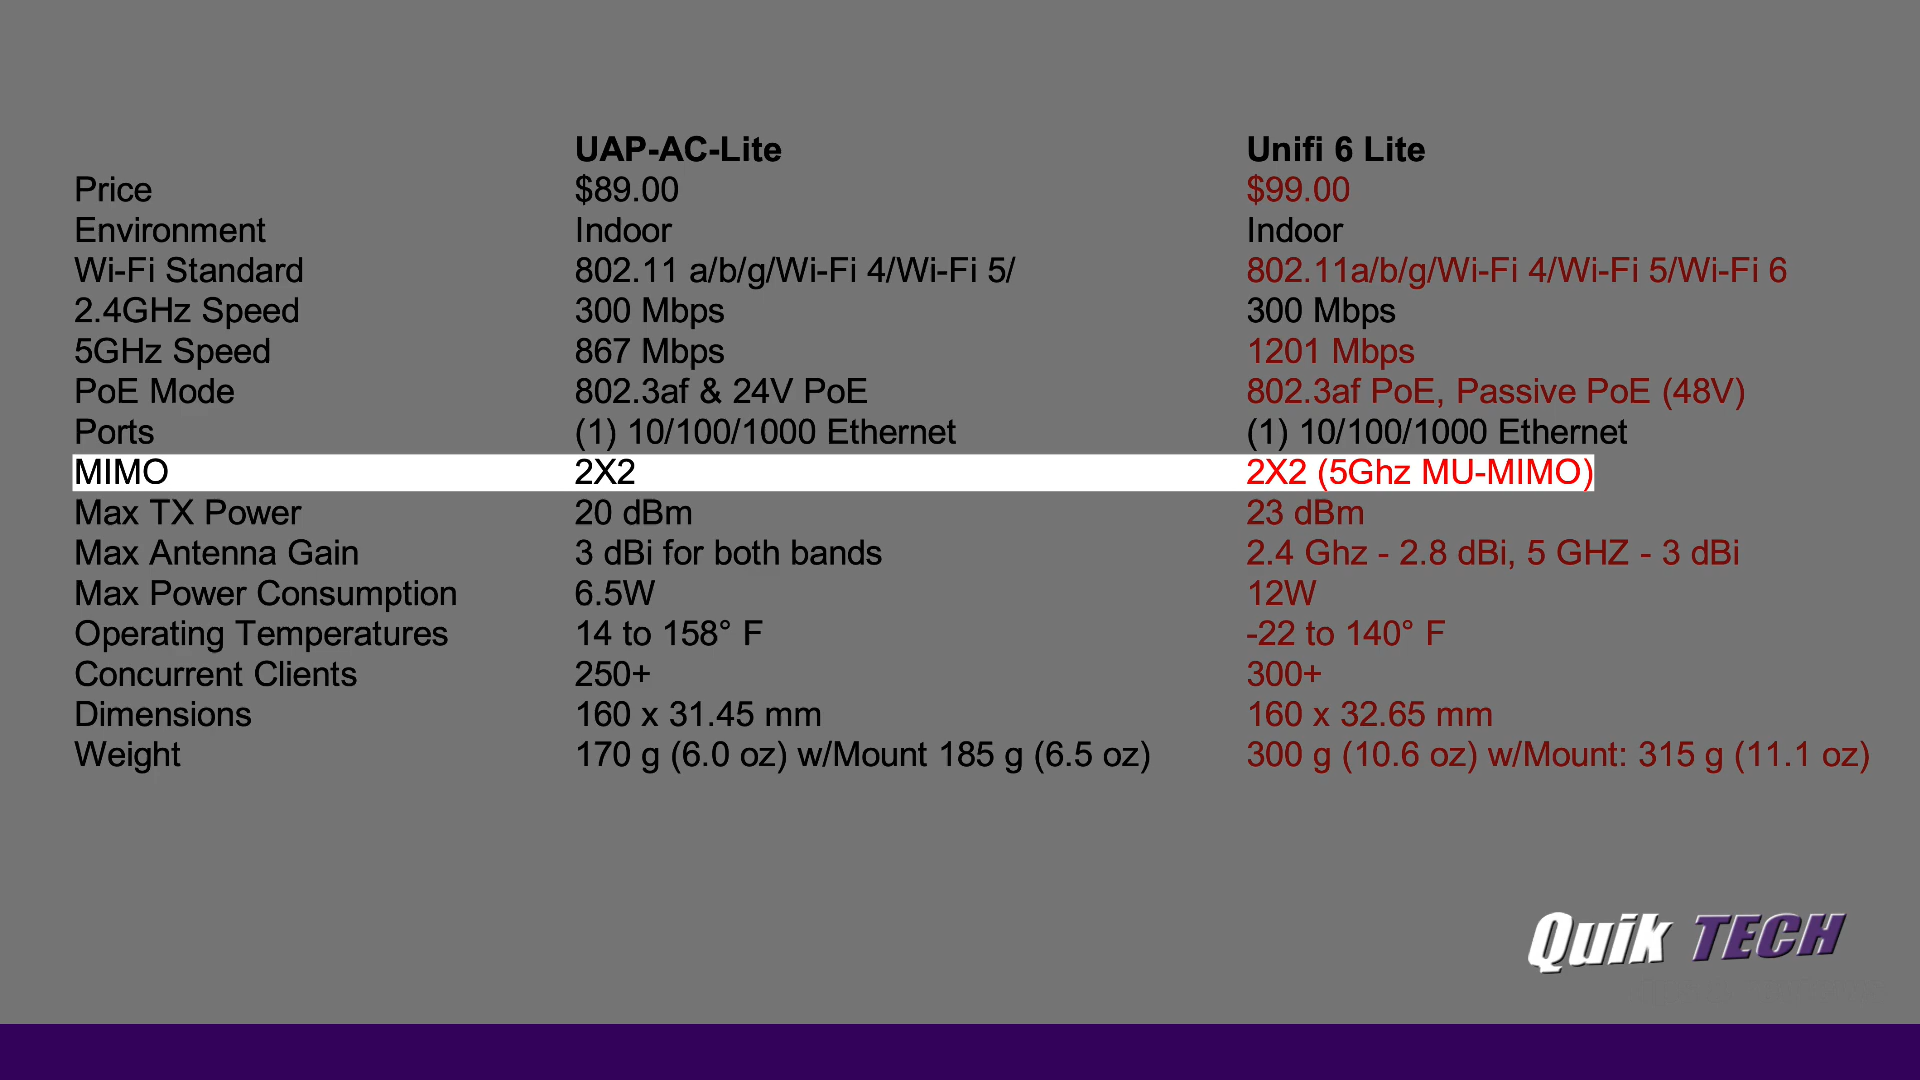 UAP-AC-Lite Unifi 6 Lite
Price $89.00 $99.00
Environment Indoor Indoor
Wi-Fi Standard 802.11 a/b/g/Wi-Fi 4/Wi-Fi 5/ 802.11a/b/g/Wi-Fi 4/Wi-Fi 5/Wi-Fi 6
2.4GHz Speed 300 Mbps 300 Mbps
5GHz Speed 867 Mbps 1201 Mbps
PoE Mode 802.3af & 24V PoE 802.3af PoE, Passive PoE (48V)
Ports (1) 10/100/1000 Ethernet (1) 10/100/1000 Ethernet
MIMO 2X2 2X2 (5Ghz MU-MIMO)
Max TX Power 20 dBm 23 dBm
Max Antenna Gain 3 dBi for both bands 2.4 Ghz - 2.8 dBi, 5 GHZ - 3 dBi
Max Power Consumption 6.5W 12W
Operating Temperatures 14 to 158° F -22 to 140° F
Concurrent Clients 250+ 300+
Dimensions 160 x 31.45 mm 160 x 32.65 mm
Weight 170 g (6.0 oz) w/Mount 185 g (6.5 oz) 300 g (10.6 oz) w/Mount: 315 g (11.1 oz)
Quik TECH